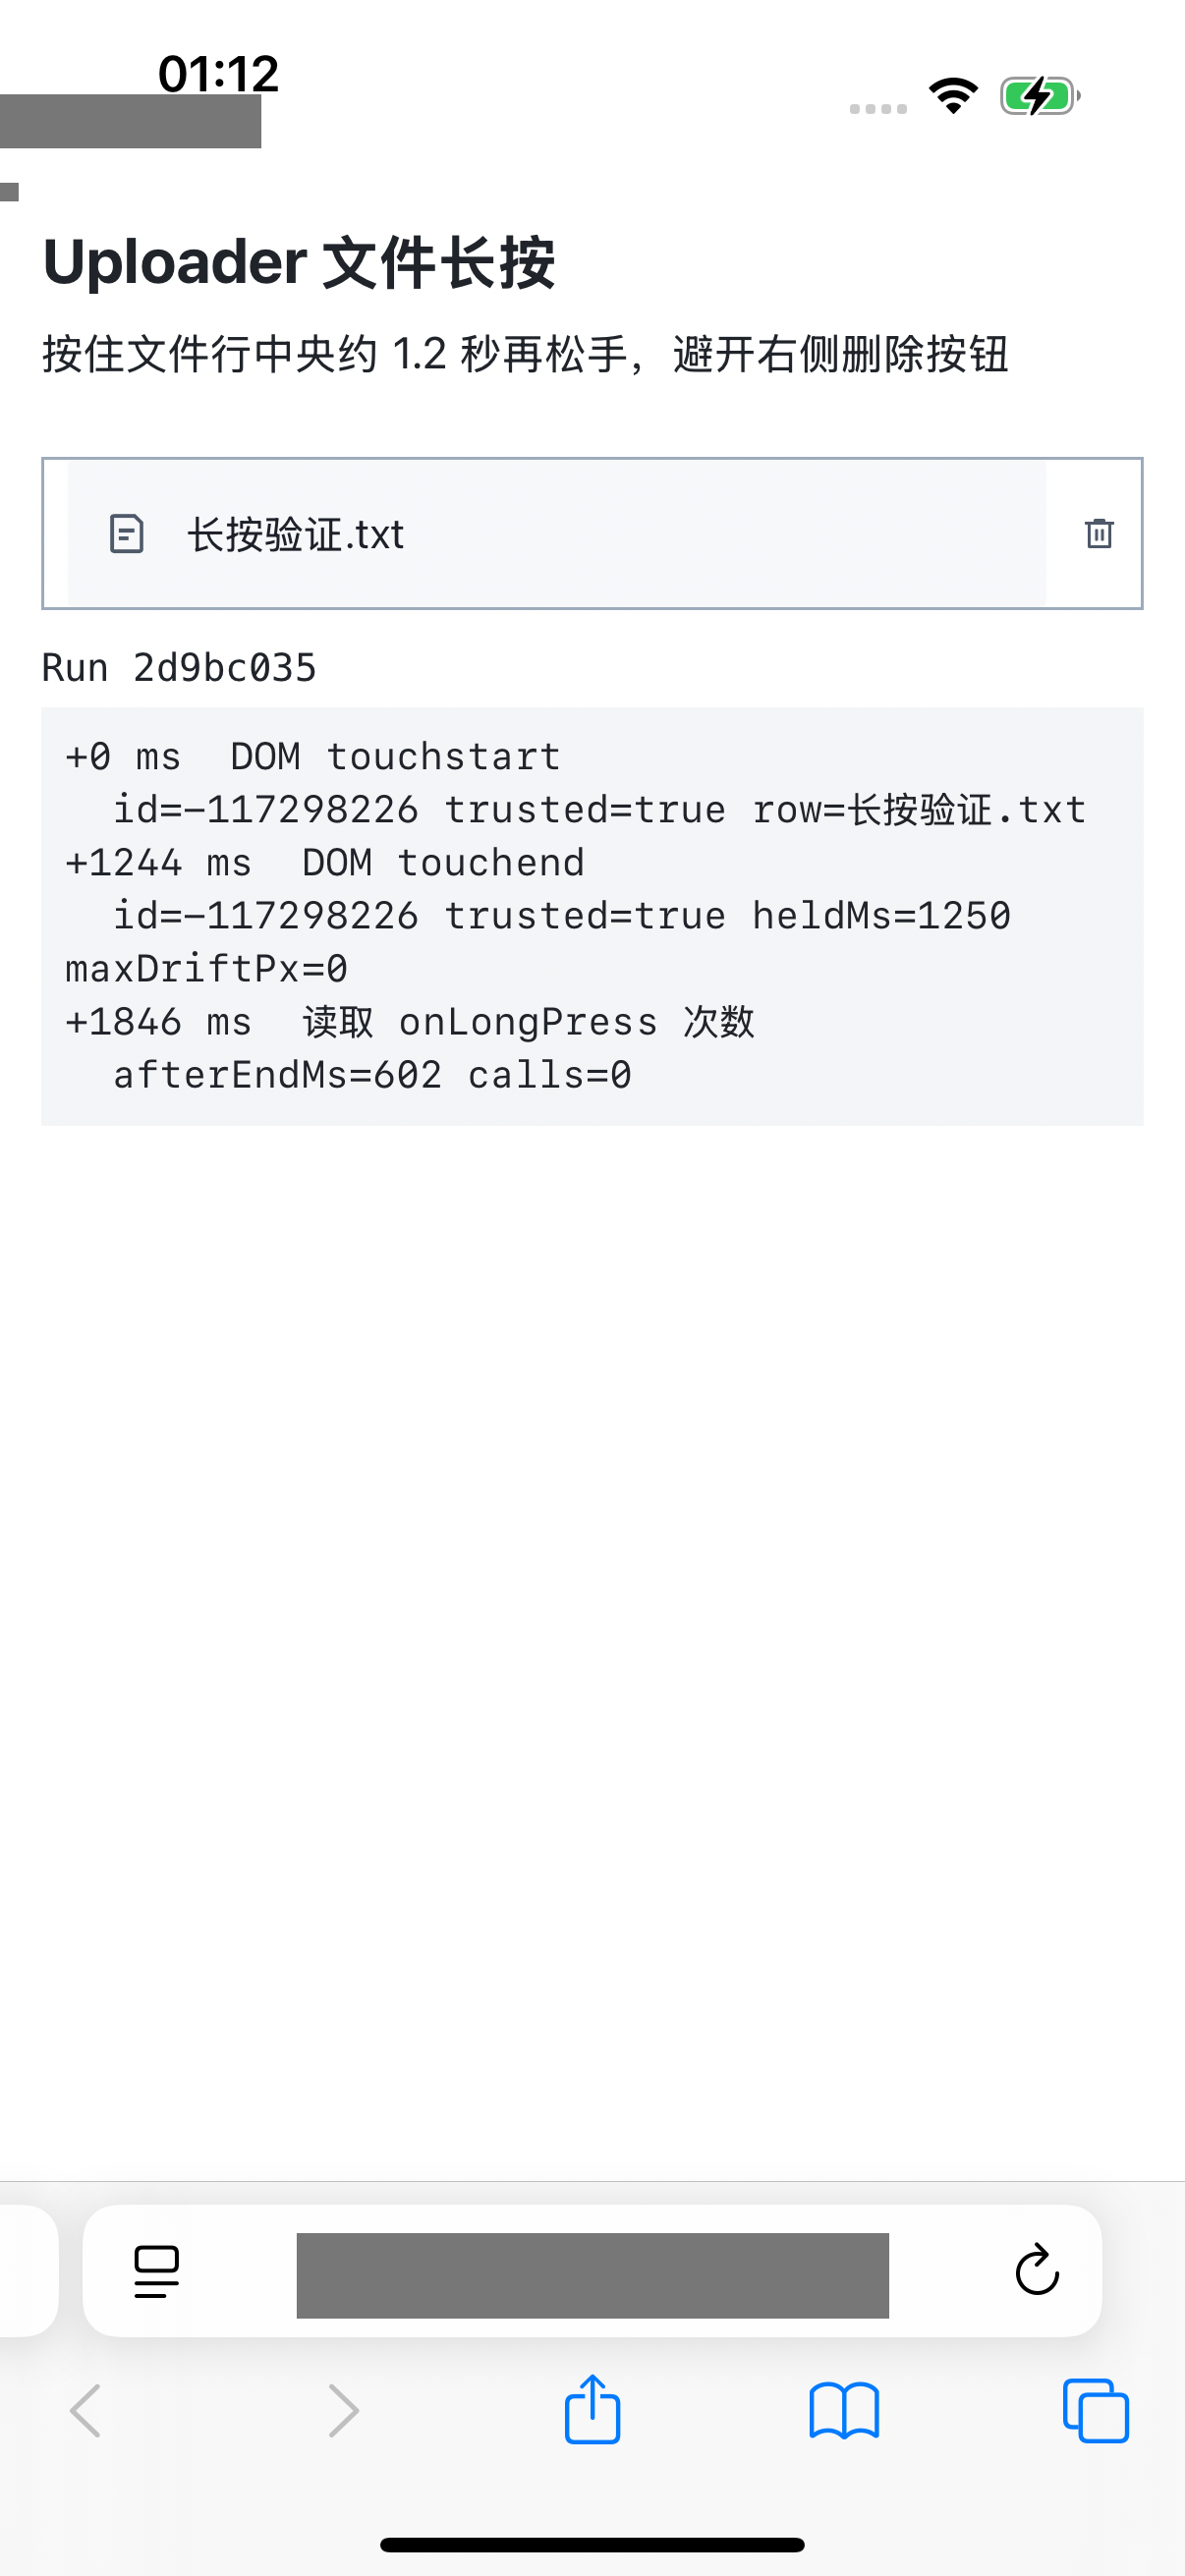 01:12
Uploader 文件长按
按住文件行中央约 1.2 秒再松手，避开右侧删除按钮
长按验证.txt
Run 2d9bc035
+0 ms  DOM touchstart
  id=-117298226 trusted=true row=长按验证.txt
+1244 ms  DOM touchend
  id=-117298226 trusted=true heldMs=1250
maxDriftPx=0
+1846 ms  读取 onLongPress 次数
  afterEndMs=602 calls=0